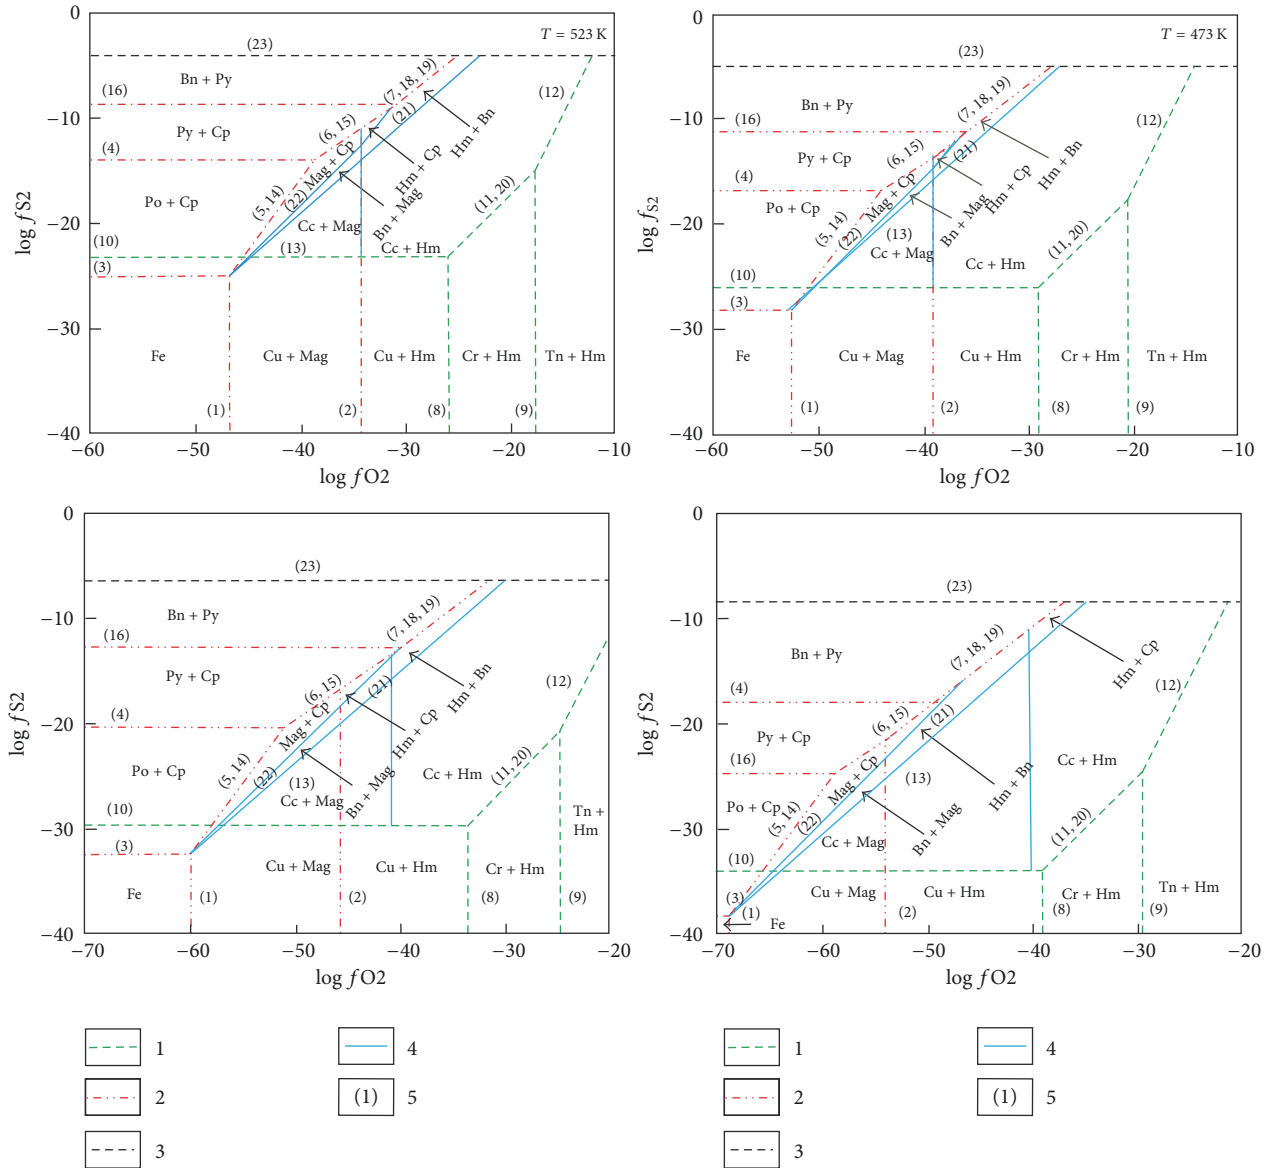 0
T = 523 K
(23)
Bn + Py
(7, 18, 19)
(16)
(12)
−10
(6, 15)
(21)
Py + Cp
Hm + Bn
(4)
Mag + Cp
Hm + Cp
(5, 14)
(22)
Po + Cp
Bn + Mag
(11, 20)
−20
Cc + Mag
(10)
(13)
Cc + Hm
(3)
−30
Fe
Cu + Mag
Cu + Hm
Cr + Hm
Tn + Hm
(1)
(2)
(8)
(9)
−40
−60
−50
−40
−30
−20
−10
log fO2
log fS2
0
T = 473 K
(23)
Bn + Py
(7, 18, 19)
(16)
(12)
−10
(6, 15)
(21)
Py + Cp
Hm + Bn
(4)
Mag + Cp
Hm + Cp
Po + Cp
(5, 14)
(22)
Bn + Mag
(11, 20)
−20
(13)
Cc + Mag
Cc + Hm
(10)
(3)
−30
Fe
Cu + Mag
Cu + Hm
Cr + Hm
Tn + Hm
(1)
(2)
(8)
(9)
−40
−60
−50
−40
−30
−20
−10
log fO2
log fS2
0
(23)
Bn + Py
(7, 18, 19)
(16)
−10
(6, 15)
(21)
Py + Cp
Hm + Bn
(12)
(4)
Mag + Cp
Hm + Cp
−20
Po + Cp
(5, 14)
(22)
(13)
Bn + Mag
Cc + Hm
(11, 20)
Cc + Mag
(10)
Tn +
Hm
(3)
−30
Fe
Cu + Mag
Cu + Hm
Cr + Hm
(1)
(2)
(8)
(9)
−40
−70
−60
−50
−40
−30
−20
log fO2
log fS2
0
(23)
−10
Bn + Py
(7, 18, 19)
Hm + Cp
(4)
(12)
(6, 15)
(21)
Py + Cp
−20
(16)
Mag + Cp
Hm + Bn
Cc + Hm
Po + Cp
(5, 14)
(22)
(13)
Bn + Mag
(11, 20)
−30
Cc + Mag
(10)
(3)
Cu + Mag
Cu + Hm
Cr + Hm
Tn + Hm
(1)
Fe
(2)
(8)
(9)
−40
−70
−60
−50
−40
−30
−20
log fO2
log fS2
1
4
2
(1)
5
3
1
4
2
(1)
5
3